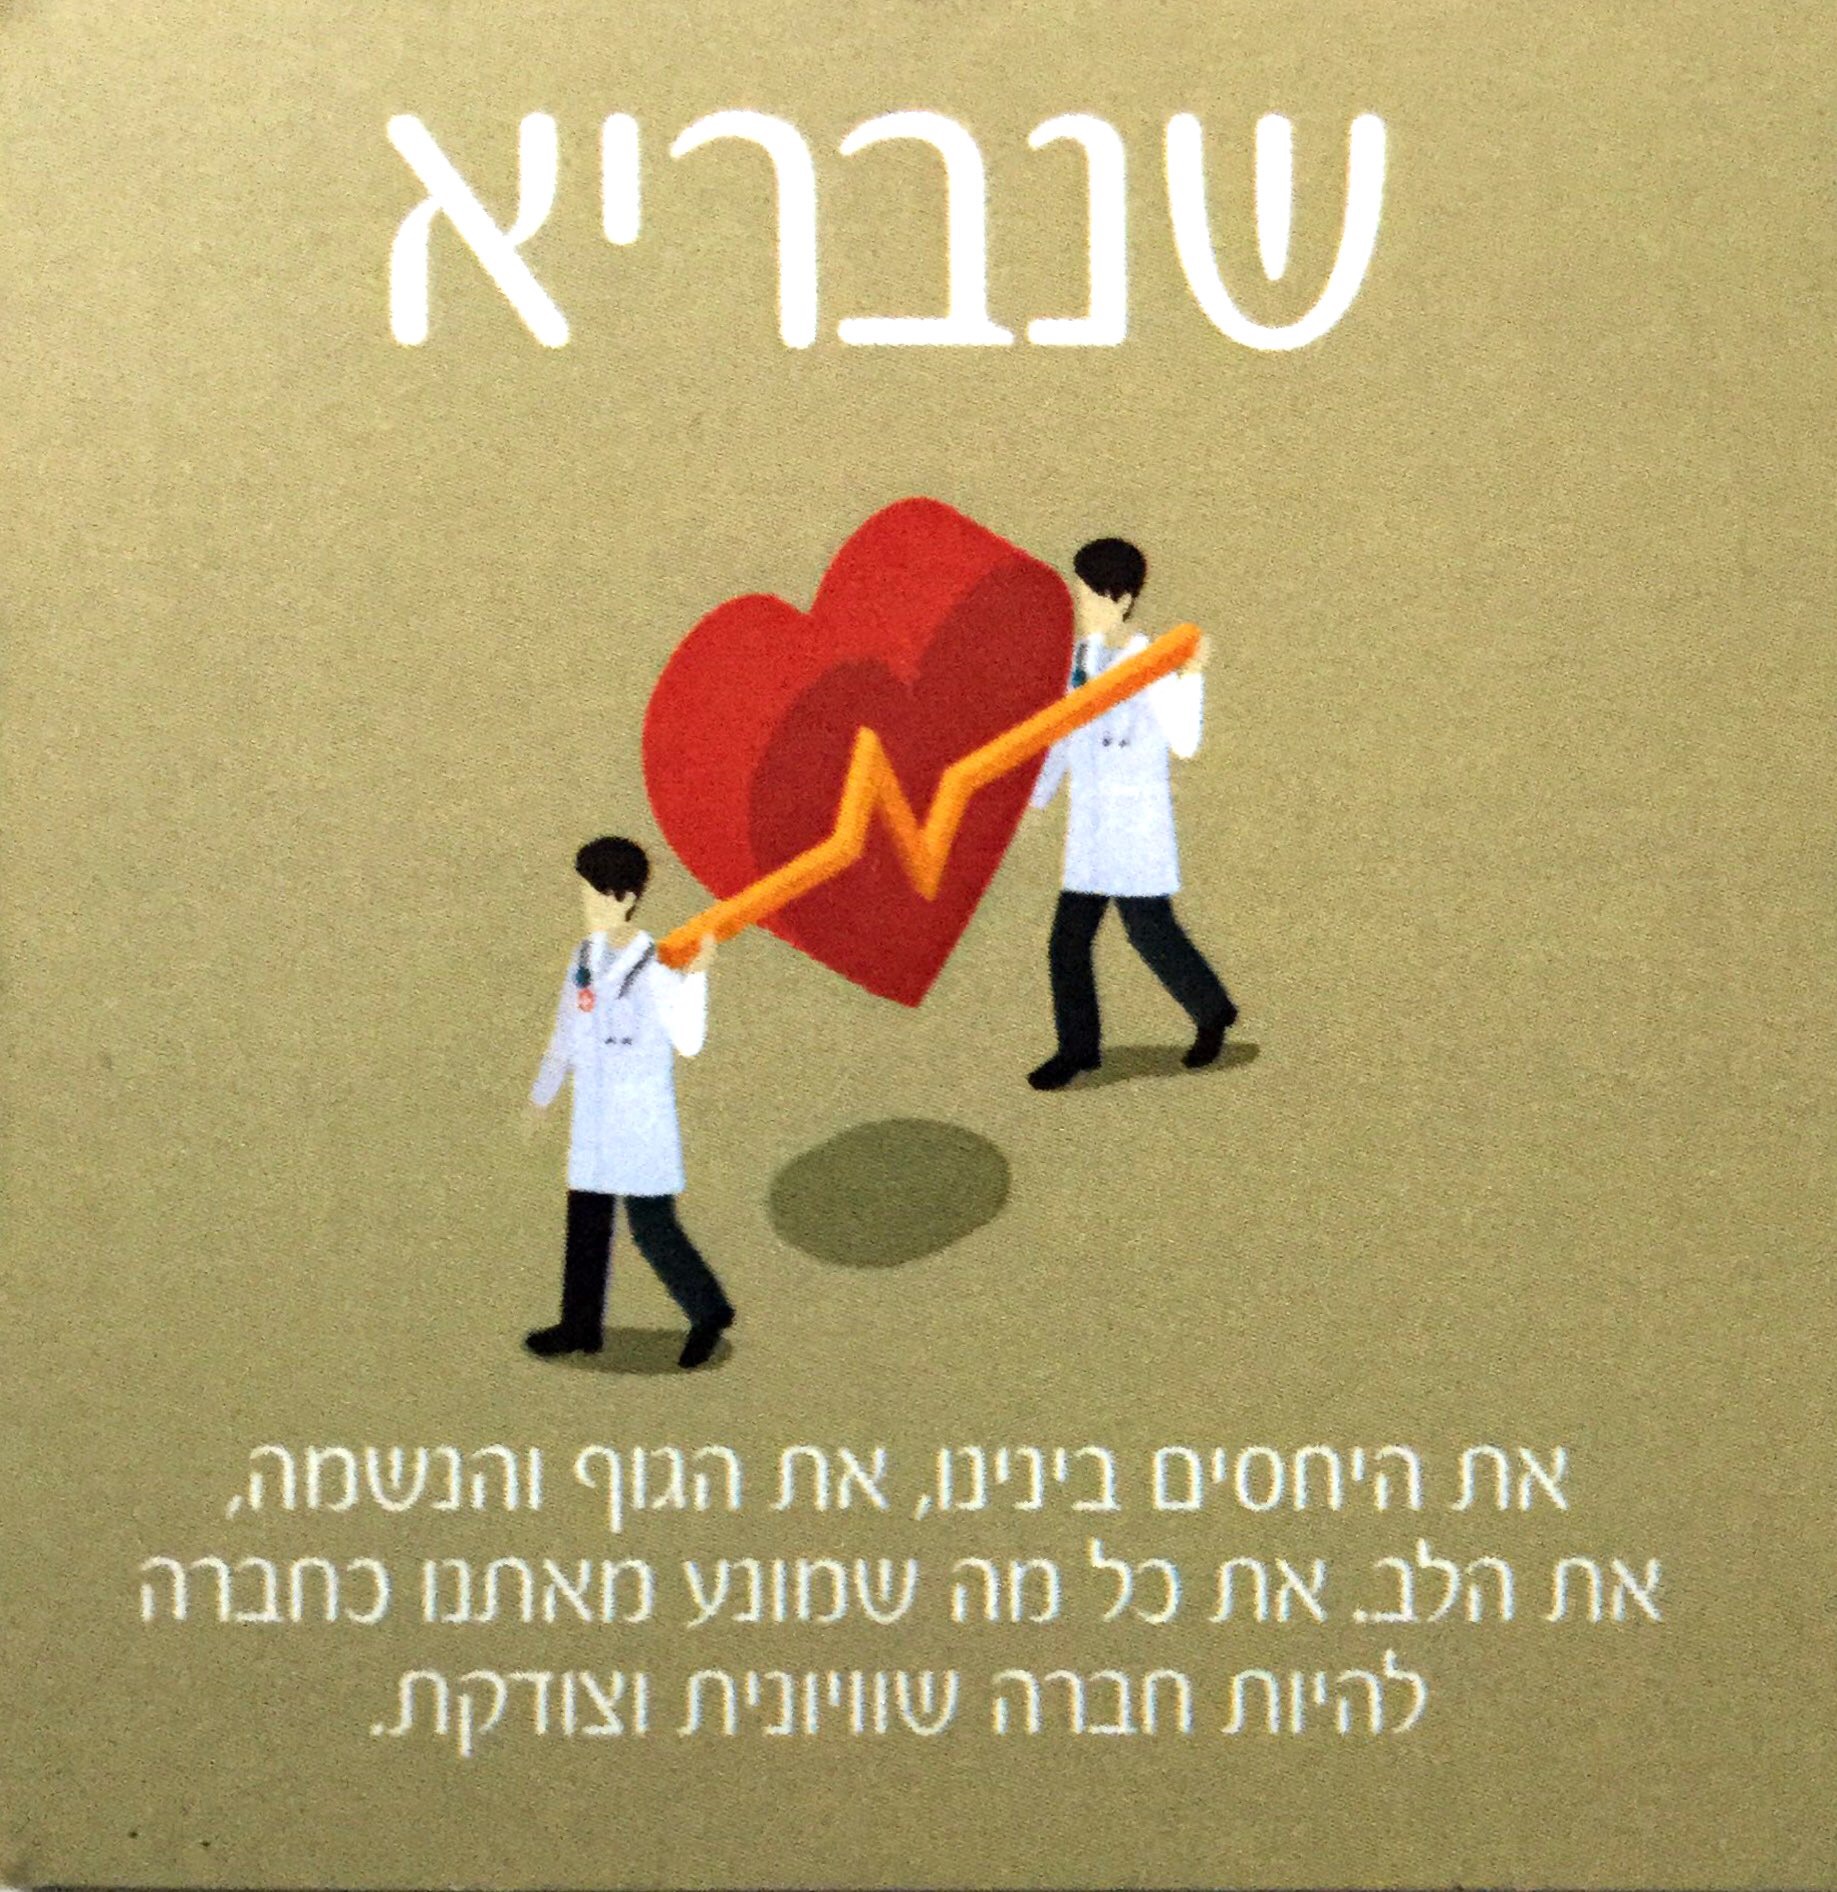 שנבריא
את היחסים בינינו, את הגוף והנשמה,
את הלב. את כל מה שמונע מאתנו כחברה
להיות חברה שוויונית וצודקת.